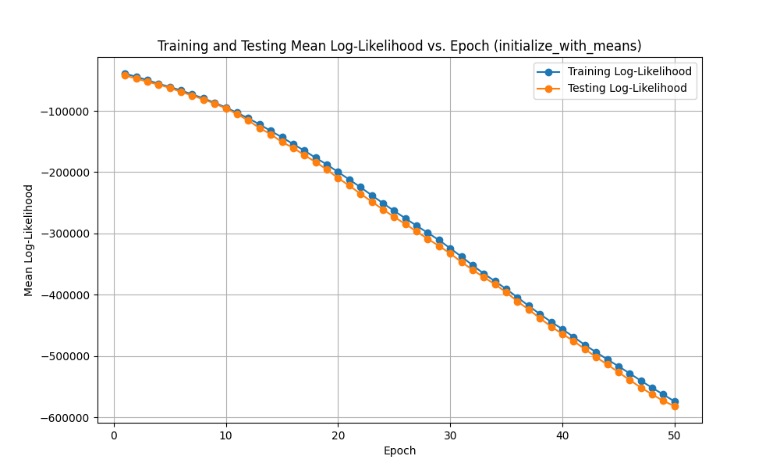 Training and Testing Mean Log-Likelihood vs. Epoch (initialize_with_means)
Training Log-Likelihood
Testing Log-Likelihood
Mean Log-Likelihood
−100000
−200000
−300000
−400000
−500000
−600000
0 10 20 30 40 50
Epoch